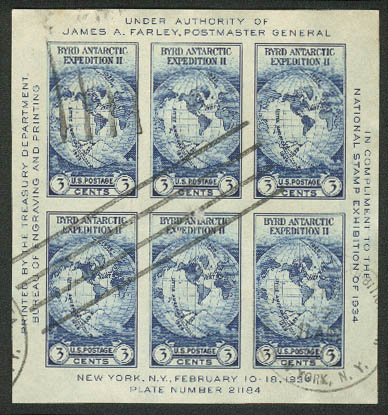 UNDER AUTHORITY OF
JAMES A. FARLEY, POSTMASTER GENERAL
PRINTED BY THE TREASURY DEPARTMENT,
BUREAU OF ENGRAVING AND PRINTING
BYRD ANTARCTIC
EXPEDITION II
3 U.S. POSTAGE 3
CENTS
BYRD ANTARCTIC
EXPEDITION II
3 U.S. POSTAGE 3
CENTS
BYRD ANTARCTIC
EXPEDITION II
3 U.S. POSTAGE 3
CENTS
BYRD ANTARCTIC
EXPEDITION II
3 U.S. POSTAGE 3
CENTS
BYRD ANTARCTIC
EXPEDITION II
3 U.S. POSTAGE 3
CENTS
BYRD ANTARCTIC
EXPEDITION II
3 U.S. POSTAGE 3
CENTS
IN COMPLIMENT TO THE
NATIONAL STAMP EXHIBITION OF 1934
NEW YORK, N.Y., FEBRUARY 10-18, 1934
PLATE NUMBER 21184
YORK, N. Y.